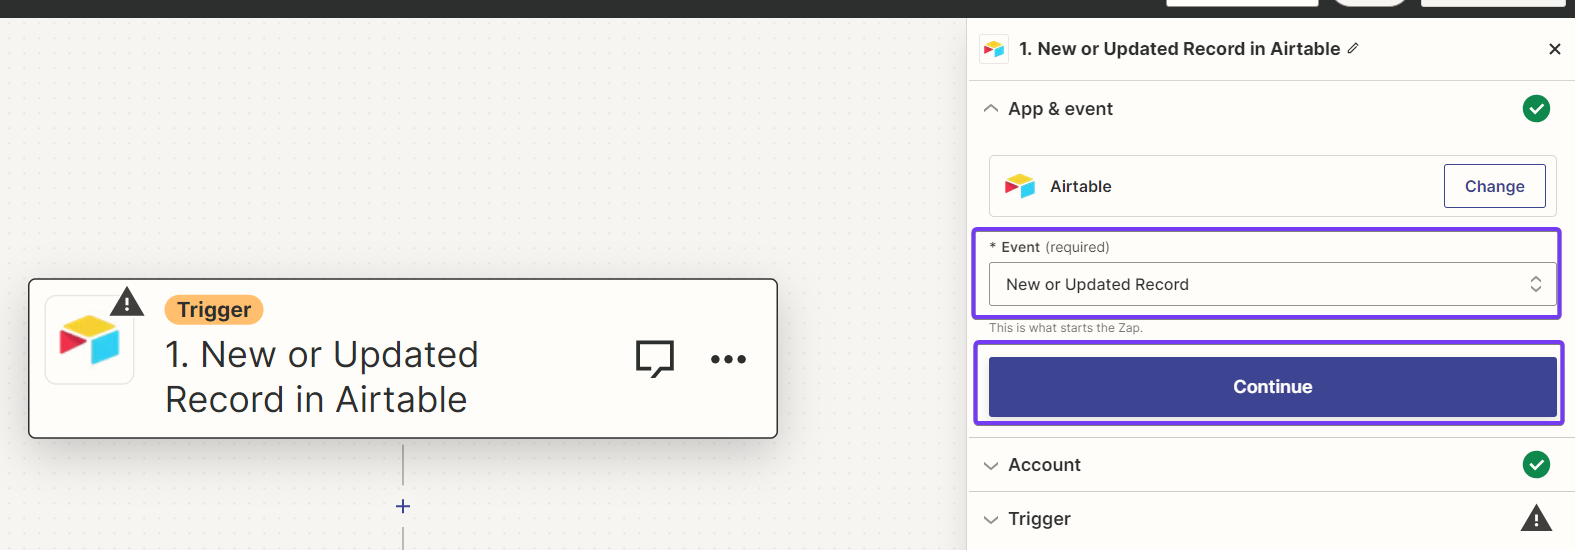 1. New or Updated Record in Airtable
App & event
Airtable
Change
* Event (required)
New or Updated Record
This is what starts the Zap.
Continue
Account
Trigger
Trigger
1. New or Updated
Record in Airtable